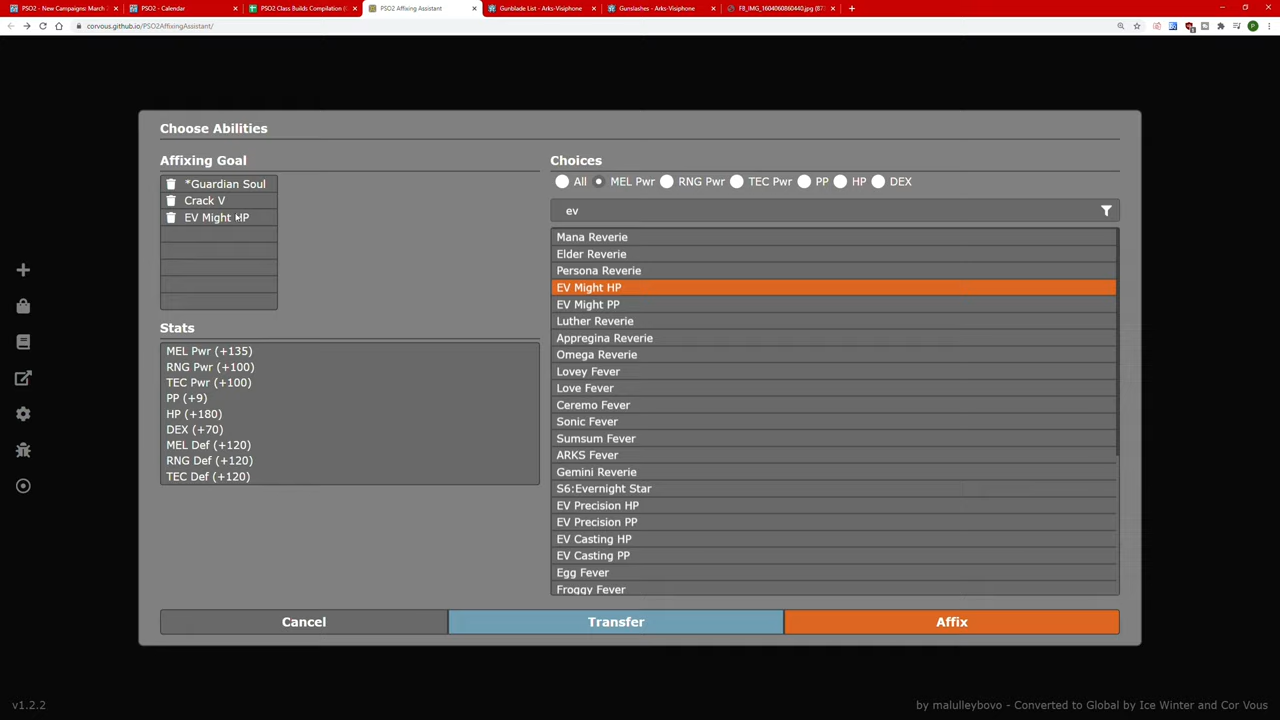 PSO2 - New Campaigns: March 2
PSO2 - Calendar
PSO2 Class Builds Compilation (
PSO2 Affixing Assistant
Gunblade List - Arks-Visiphone
Gunslashes - Arks-Visiphone
FB_IMG_1604060860440.jpg (87
corvous.github.io/PSO2AffixingAssistant/
Choose Abilities
Affixing Goal
*Guardian Soul
Crack V
EV Might HP
Stats
MEL Pwr (+135)
RNG Pwr (+100)
TEC Pwr (+100)
PP (+9)
HP (+180)
DEX (+70)
MEL Def (+120)
RNG Def (+120)
TEC Def (+120)
Choices
All MEL Pwr RNG Pwr TEC Pwr PP HP DEX
ev
Mana Reverie
Elder Reverie
Persona Reverie
EV Might HP
EV Might PP
Luther Reverie
Appregina Reverie
Omega Reverie
Lovey Fever
Love Fever
Ceremo Fever
Sonic Fever
Sumsum Fever
ARKS Fever
Gemini Reverie
S6:Evernight Star
EV Precision HP
EV Precision PP
EV Casting HP
EV Casting PP
Egg Fever
Froggy Fever
Cancel
Transfer
Affix
v1.2.2
by malulleybovo - Converted to Global by Ice Winter and Cor Vous